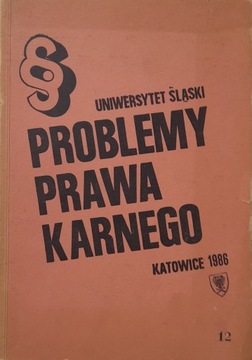 §
UNIWERSYTET ŚLĄSKI
PROBLEMY
PRAWA
KARNEGO
KATOWICE 1986
12